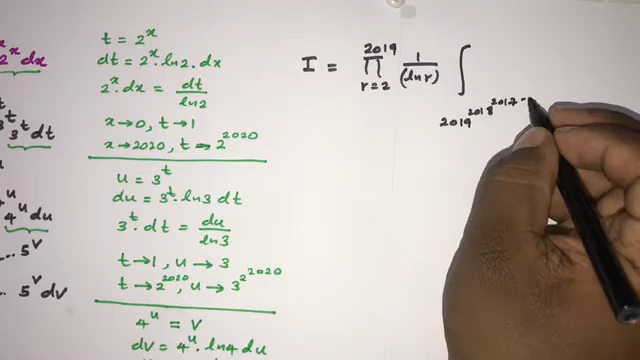 2^x dx
3^t dt
4^u du
... 5^v
... 5^v dv
t = 2^x
dt = 2^x · ln2 · dx
2^x · dx = dt/ln2
x → 0, t → 1
x → 2020, t → 2^2020
u = 3^t
du = 3^t · ln3 dt
3^t · dt = du/ln3
t → 1, u → 3
t → 2^2020, u → 3^2^2020
4^u = v
dv = 4^u · ln4 du
I = ∏_{r=2}^{2019} 1/(ln r) ∫
2019^2018^2017